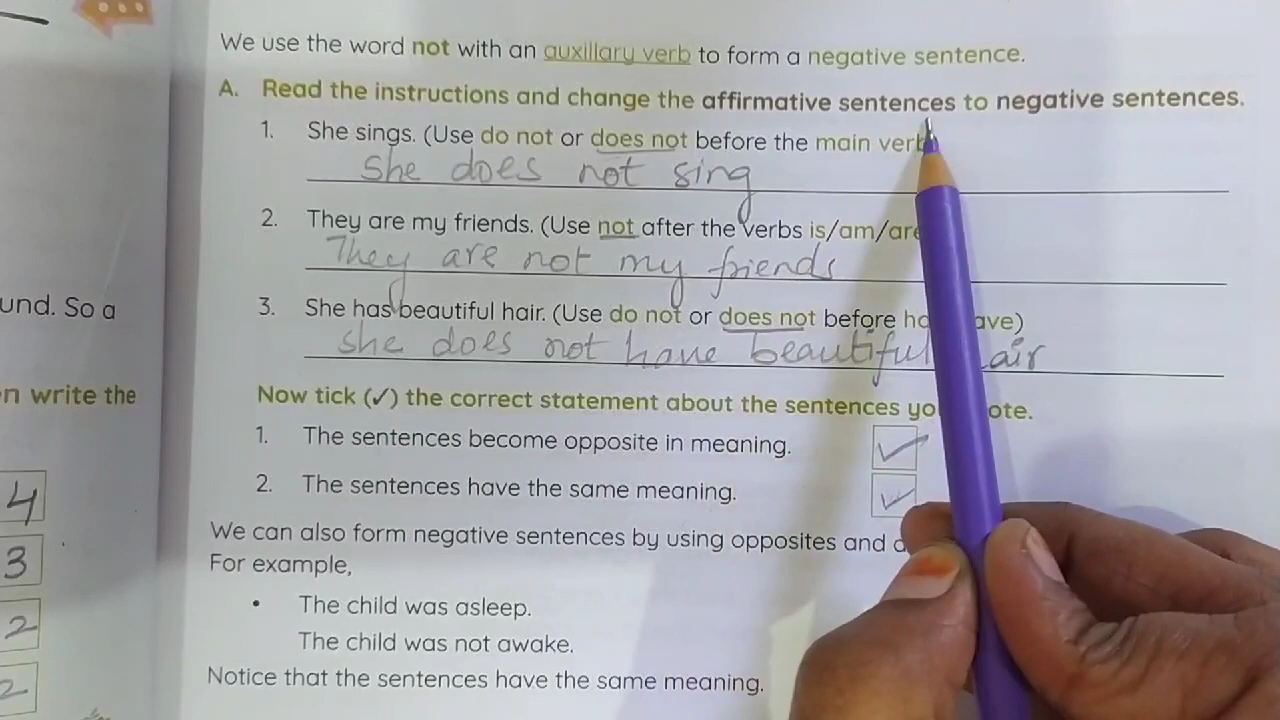 We use the word not with an auxillary verb to form a negative sentence.
A. Read the instructions and change the affirmative sentences to negative sentences.
1. She sings. (Use do not or does not before the main verb
She does not sing
2. They are my friends. (Use not after the verbs is/am/are
They are not my friends
und. So a
3. She has beautiful hair. (Use do not or does not before
she does not have beautiful
n write the
Now tick (✓) the correct statement about the sentences
1. The sentences become opposite in meaning. ✓
4
2. The sentences have the same meaning. ✓
We can also form negative sentences by using opposites and
3
For example,
• The child was asleep.
2
The child was not awake.
2
Notice that the sentences have the same meaning.